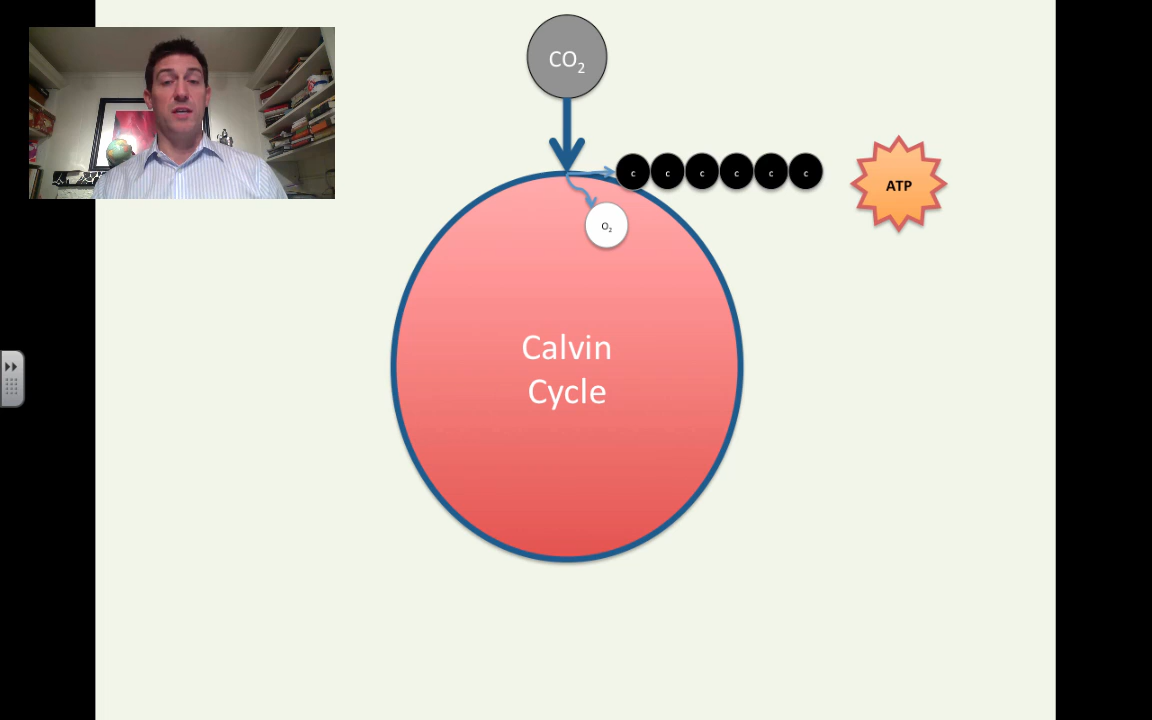 CO₂
c c c c c c
ATP
O₂
Calvin
Cycle